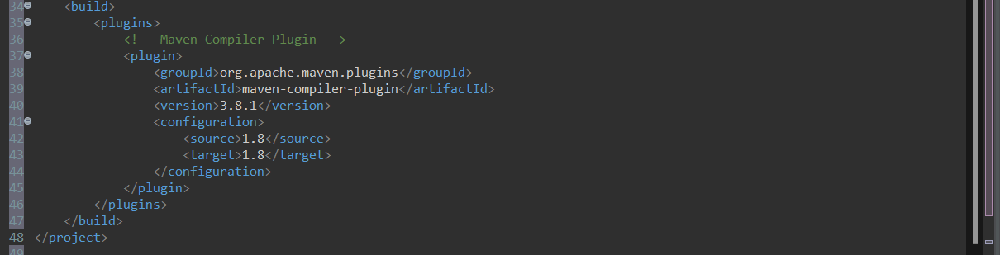 34 <build>
35 <plugins>
36 <!-- Maven Compiler Plugin -->
37 <plugin>
38 <groupId>org.apache.maven.plugins</groupId>
39 <artifactId>maven-compiler-plugin</artifactId>
40 <version>3.8.1</version>
41 <configuration>
42 <source>1.8</source>
43 <target>1.8</target>
44 </configuration>
45 </plugin>
46 </plugins>
47 </build>
48 </project>
49